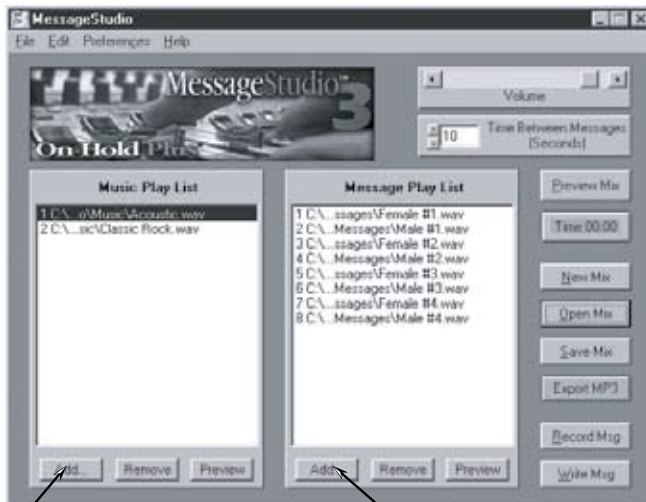 MessageStudio
File Edit Preferences Help
MessageStudio™
3
On-Hold Plus
Volume
10
Time Between Messages
(Seconds)
Music Play List
1 C:\...o\Music\Acoustic.wav
2 C:\...sic\Classic Rock.wav
Add...
Remove
Preview
Message Play List
1 C:\...ssages\Female #1.wav
2 C:\...Messages\Male #1.wav
3 C:\...ssages\Female #2.wav
4 C:\...Messages\Male #2.wav
5 C:\...ssages\Female #3.wav
6 C:\...Messages\Male #3.wav
7 C:\...ssages\Female #4.wav
8 C:\...Messages\Male #4.wav
Add...
Remove
Preview
Preview Mix
Time 00:00
New Mix
Open Mix
Save Mix
Export MP3
Record Msg
Write Msg